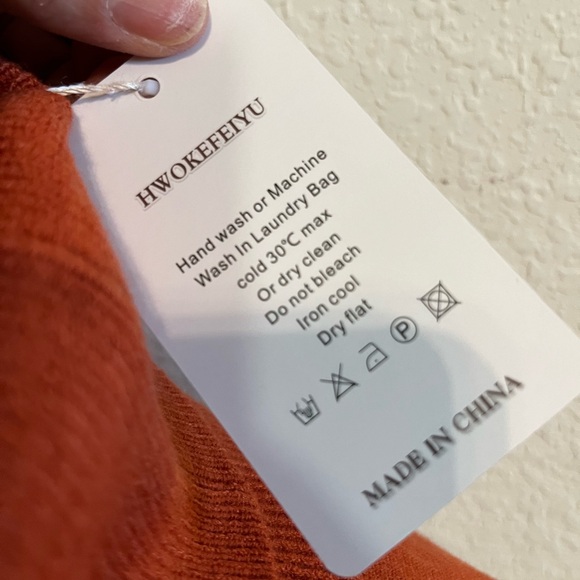 HWOKEFEIYU
Hand wash or Machine
Wash In Laundry Bag
cold 30°C max
Or dry clean
Do not bleach
Iron cool
Dry flat
P
MADE IN CHINA